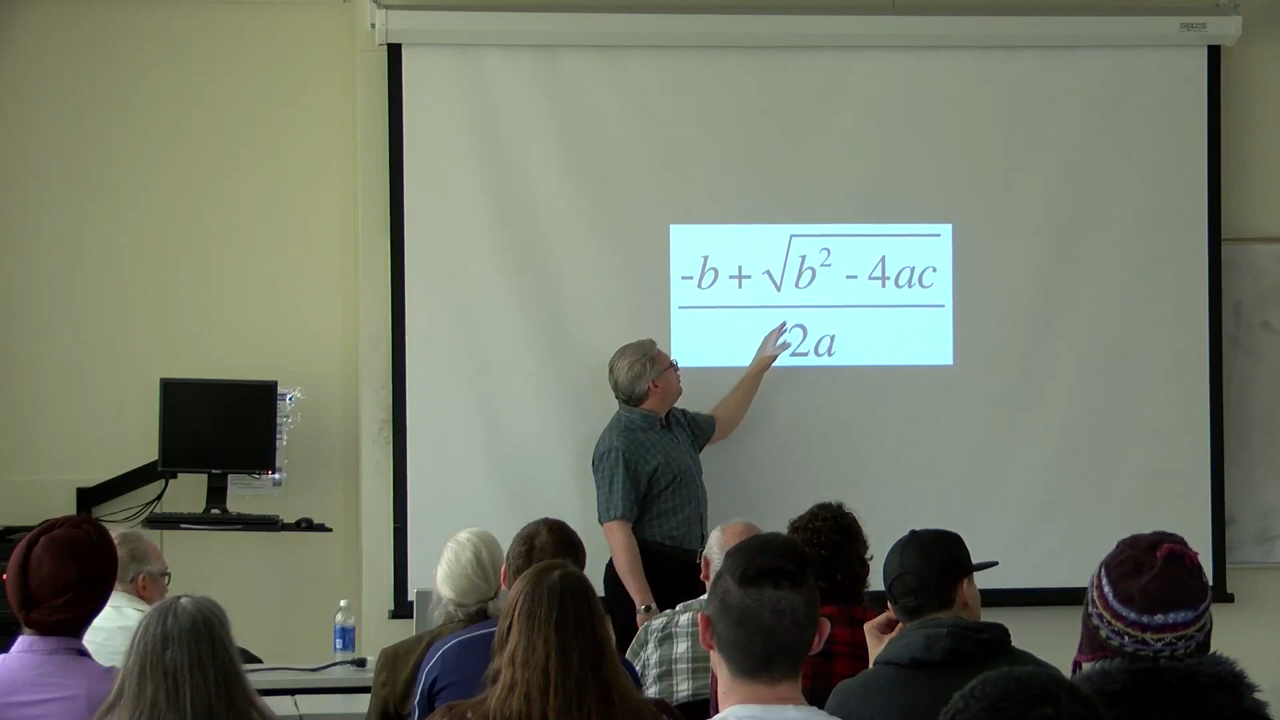 -b + √b² - 4ac
2a